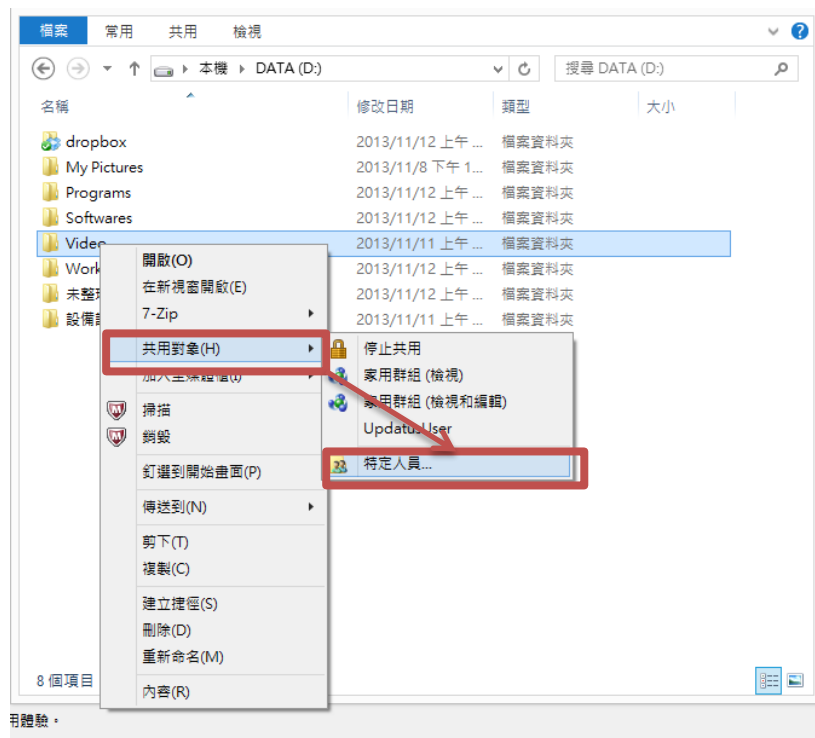 檔案 常用 共用 檢視
本機 DATA (D:) 搜尋 DATA (D:)
名稱 修改日期 類型 大小
dropbox 2013/11/12 上午 ... 檔案資料夾
My Pictures 2013/11/8 下午 1... 檔案資料夾
Programs 2013/11/12 上午 ... 檔案資料夾
Softwares 2013/11/12 上午 ... 檔案資料夾
Video 2013/11/11 上午 ... 檔案資料夾
Work 2013/11/12 上午 ... 檔案資料夾
未整 2013/11/12 上午 ... 檔案資料夾
設備 2013/11/11 上午 ... 檔案資料夾
開啟(O)
在新視窗開啟(E)
7-Zip
共用對象(H)
加入至媒體櫃(I)
掃描
銷毀
釘選到開始畫面(P)
傳送到(N)
剪下(T)
複製(C)
建立捷徑(S)
刪除(D)
重新命名(M)
內容(R)
停止共用
家用群組 (檢視)
家用群組 (檢視和編輯)
UpdatusUser
特定人員...
8 個項目
用體驗。